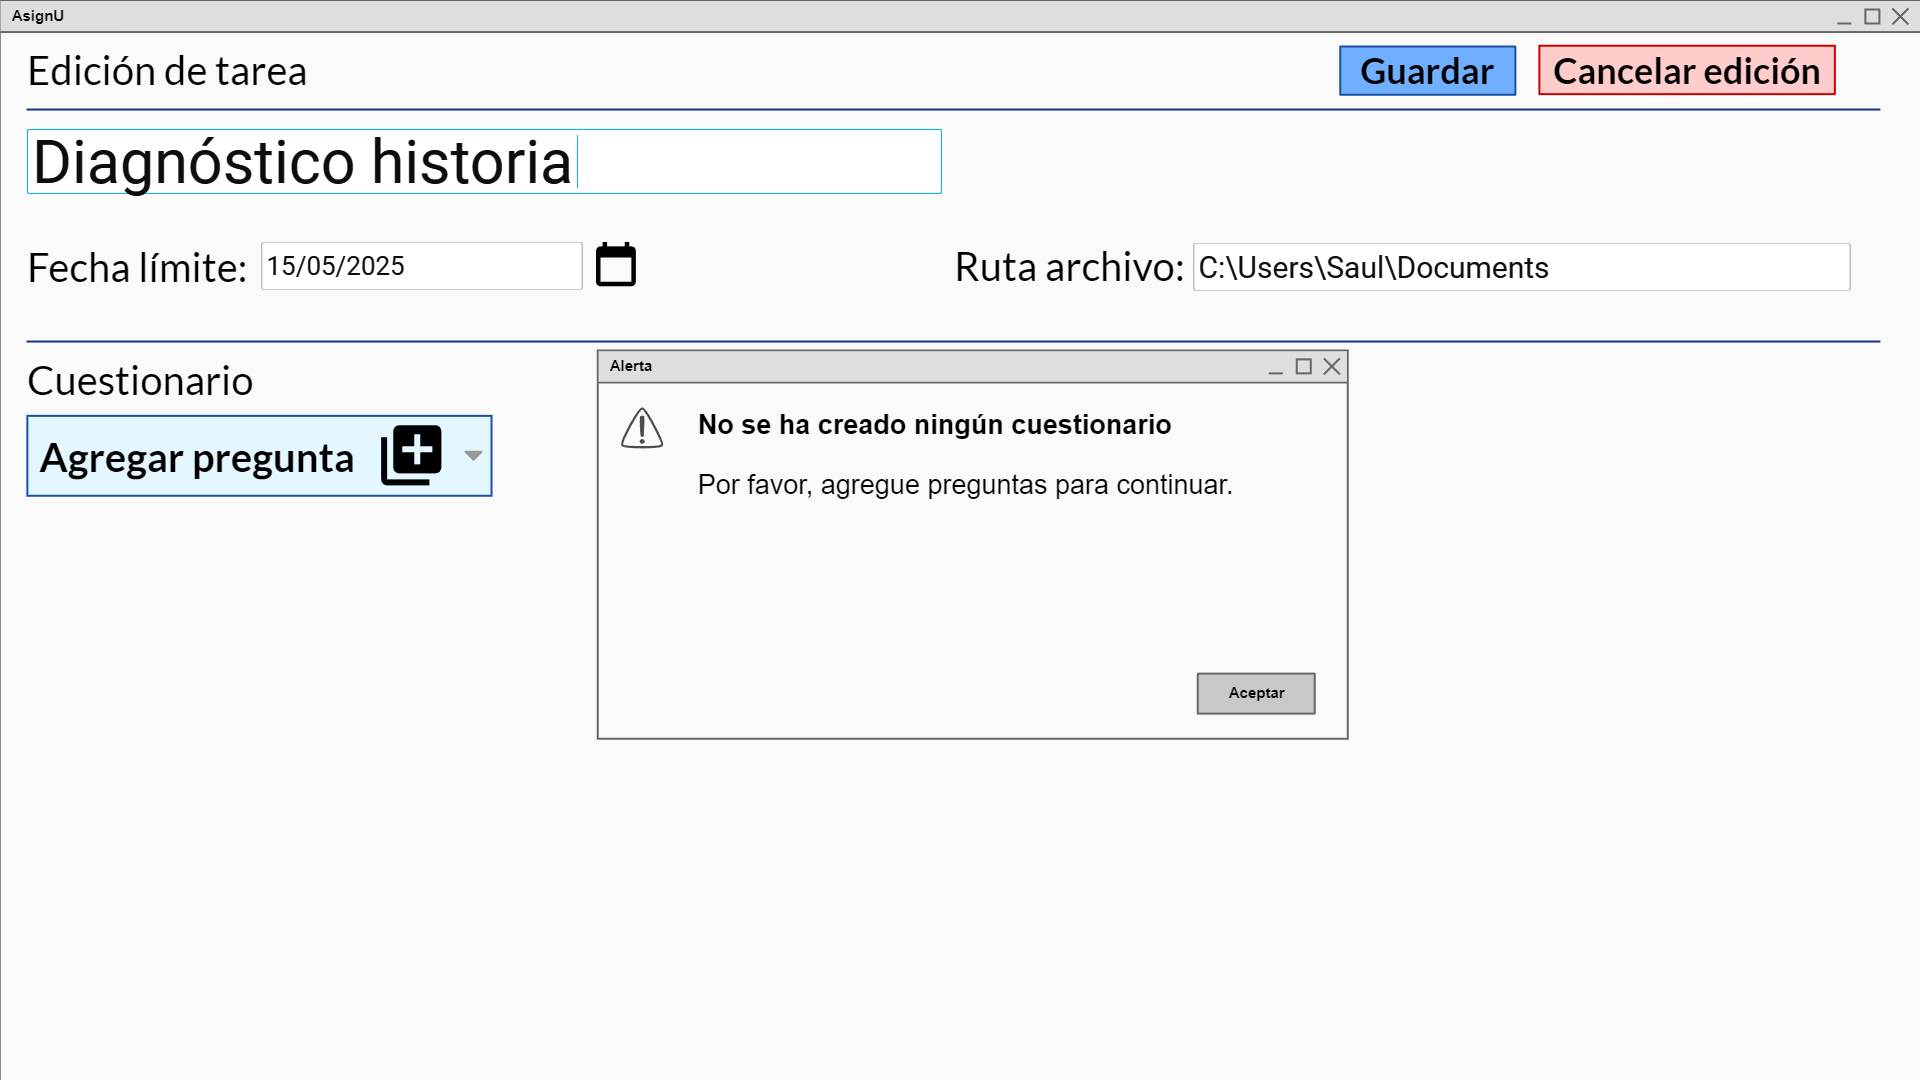 AsignU
Edición de tarea
Guardar
Cancelar edición
Diagnóstico historia
Fecha límite: 15/05/2025
Ruta archivo: C:\Users\Saul\Documents
Cuestionario
Agregar pregunta
Alerta
No se ha creado ningún cuestionario
Por favor, agregue preguntas para continuar.
Aceptar